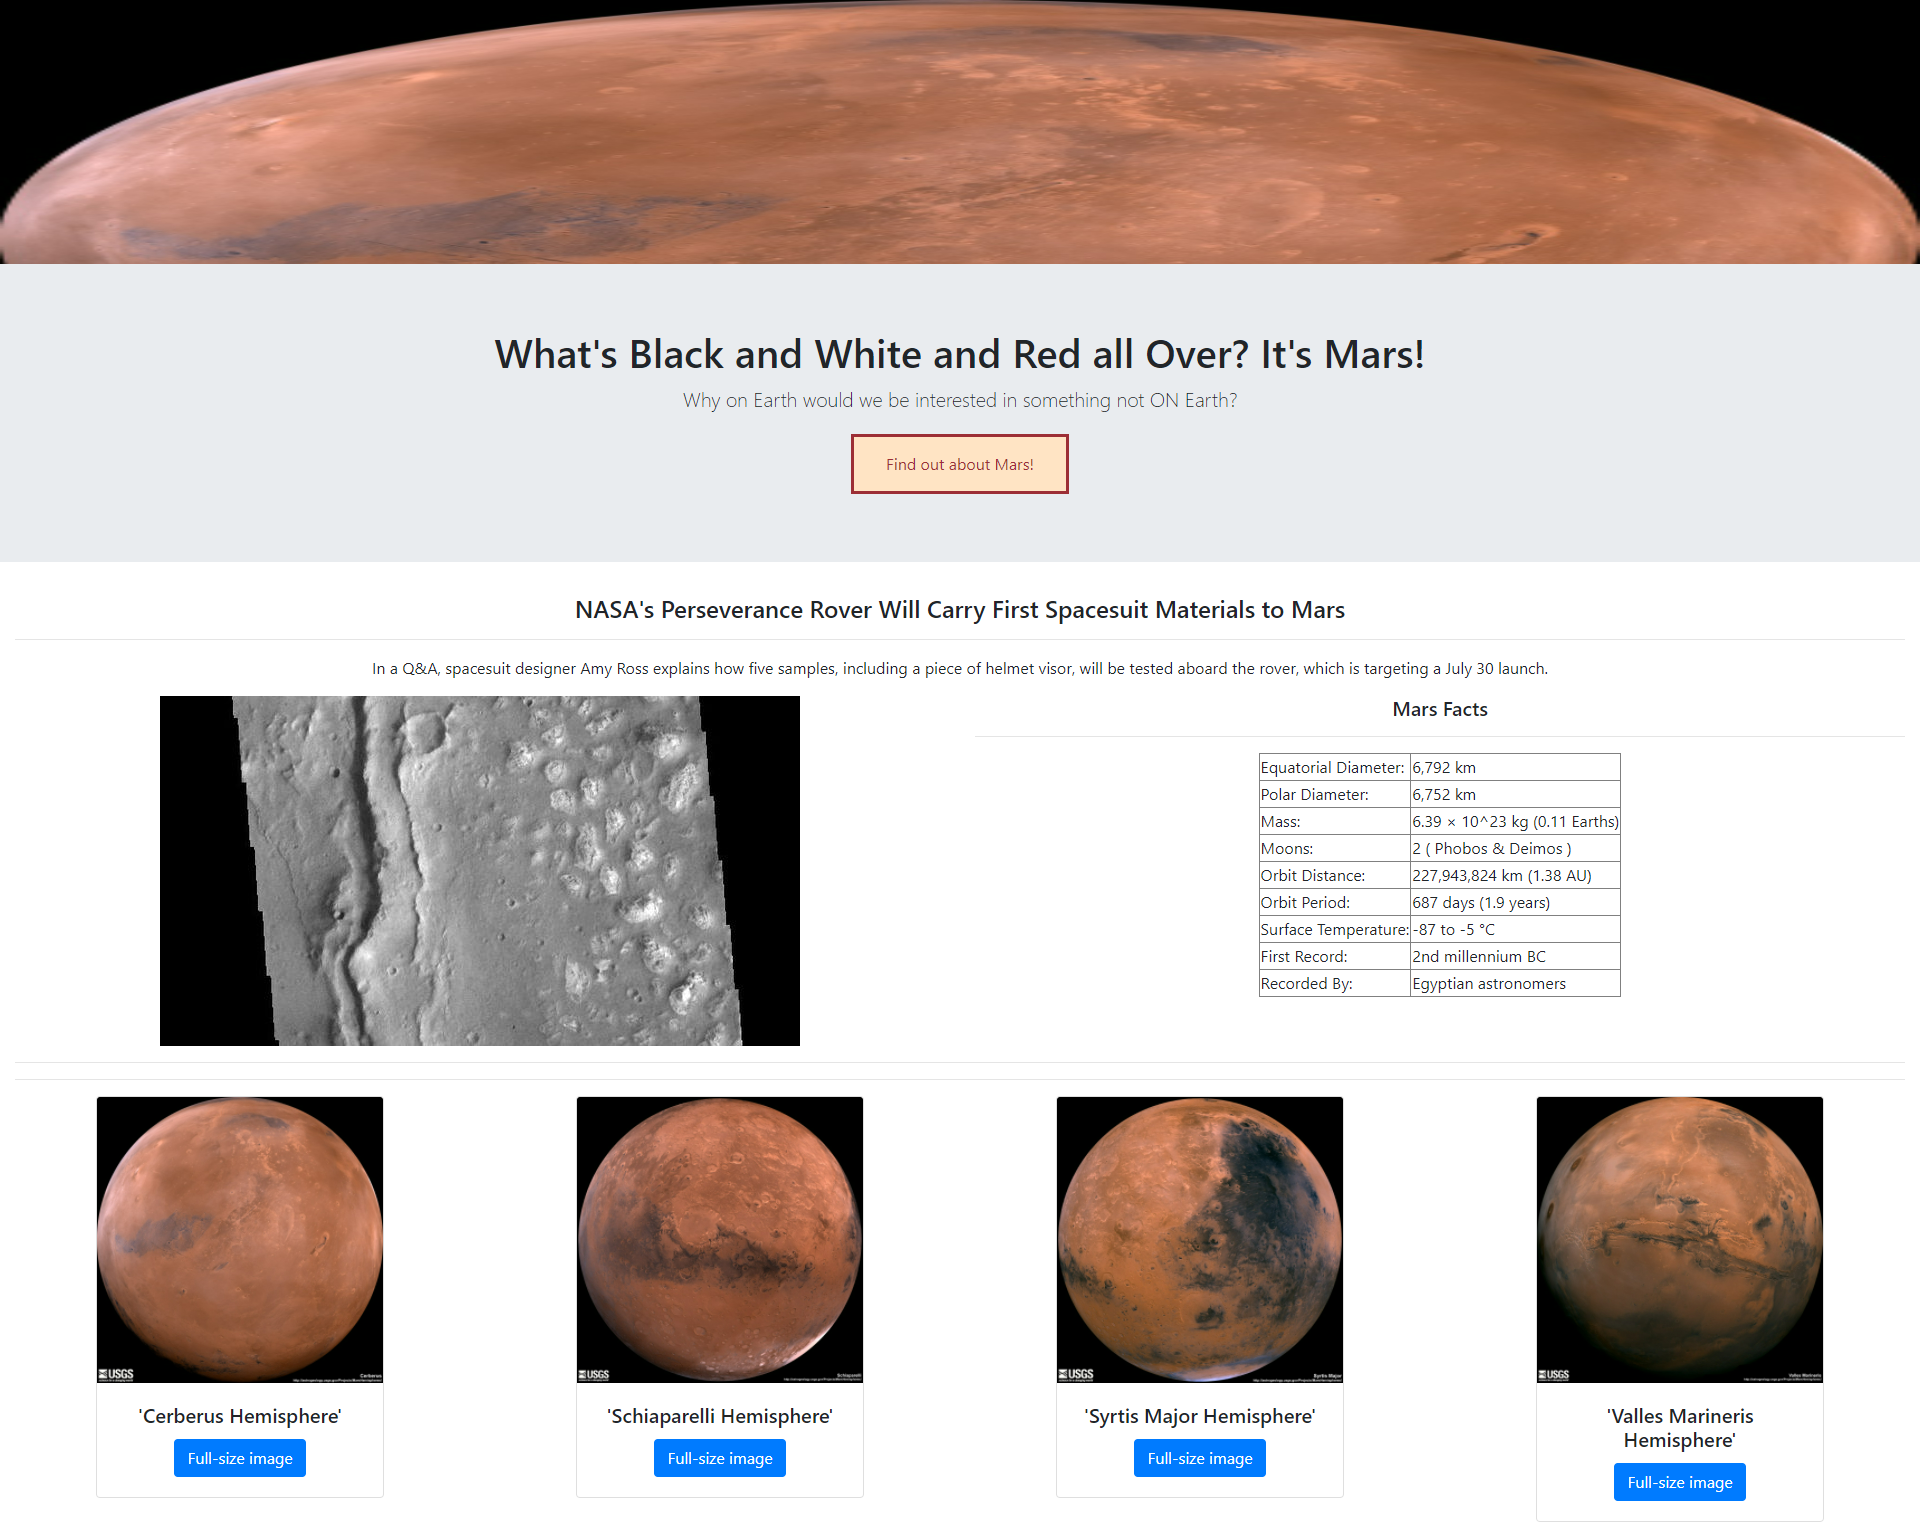 What's Black and White and Red all Over? It's Mars!
Why on Earth would we be interested in something not ON Earth?
Find out about Mars!
NASA's Perseverance Rover Will Carry First Spacesuit Materials to Mars
In a Q&A, spacesuit designer Amy Ross explains how five samples, including a piece of helmet visor, will be tested aboard the rover, which is targeting a July 30 launch.
Mars Facts
Equatorial Diameter: 6,792 km
Polar Diameter: 6,752 km
Mass: 6.39 × 10^23 kg (0.11 Earths)
Moons: 2 ( Phobos & Deimos )
Orbit Distance: 227,943,824 km (1.38 AU)
Orbit Period: 687 days (1.9 years)
Surface Temperature: -87 to -5 °C
First Record: 2nd millennium BC
Recorded By: Egyptian astronomers
USGS
Cerberus
USGS
Schiaparelli
USGS
Syrtis Major
USGS
Valles Marineris
'Cerberus Hemisphere'
Full-size image
'Schiaparelli Hemisphere'
Full-size image
'Syrtis Major Hemisphere'
Full-size image
'Valles Marineris
Hemisphere'
Full-size image